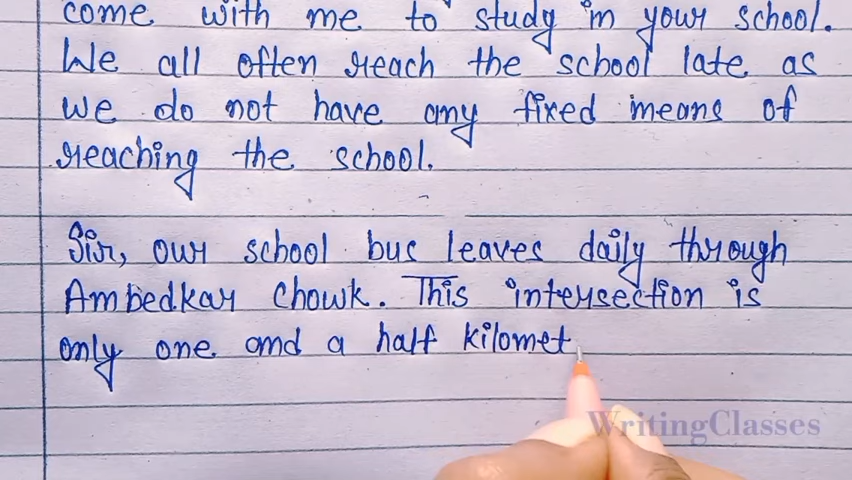 come with me to study in your school.
We all often reach the school late as
we do not have any fixed means of
reaching the school.
Sir, our school bus leaves daily through
Ambedkar Chowk. This intersection is
only one and a half kilomet
WritingClasses